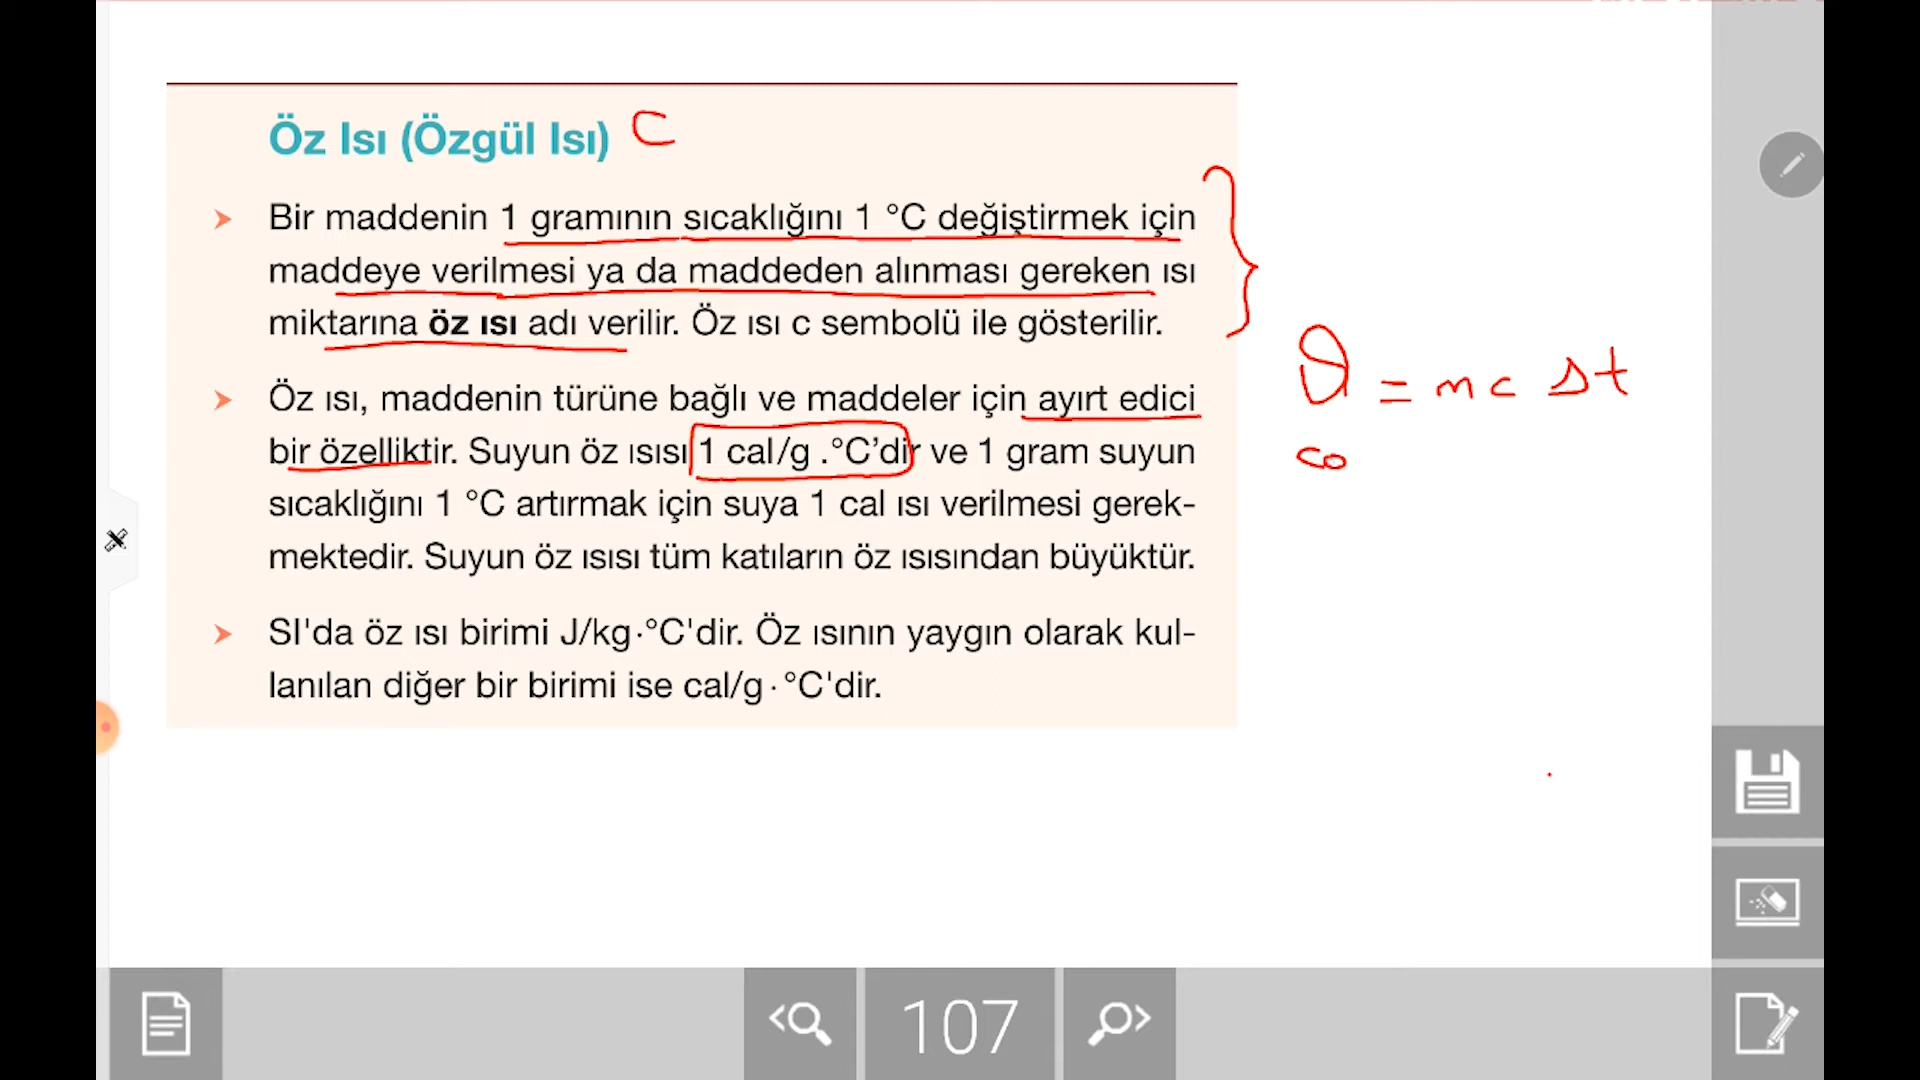 Öz Isı (Özgül Isı) C
Bir maddenin 1 gramının sıcaklığını 1 °C değiştirmek için
maddeye verilmesi ya da maddeden alınması gereken ısı
miktarına öz ısı adı verilir. Öz ısı c sembolü ile gösterilir.
Öz ısı, maddenin türüne bağlı ve maddeler için ayırt edici
bir özelliktir. Suyun öz ısısı 1 cal/g .°C’dir ve 1 gram suyun
sıcaklığını 1 °C artırmak için suya 1 cal ısı verilmesi gerek-
mektedir. Suyun öz ısısı tüm katıların öz ısısından büyüktür.
SI'da öz ısı birimi J/kg·°C'dir. Öz ısının yaygın olarak kul-
lanılan diğer bir birimi ise cal/g·°C'dir.
Q = m c Δt
107